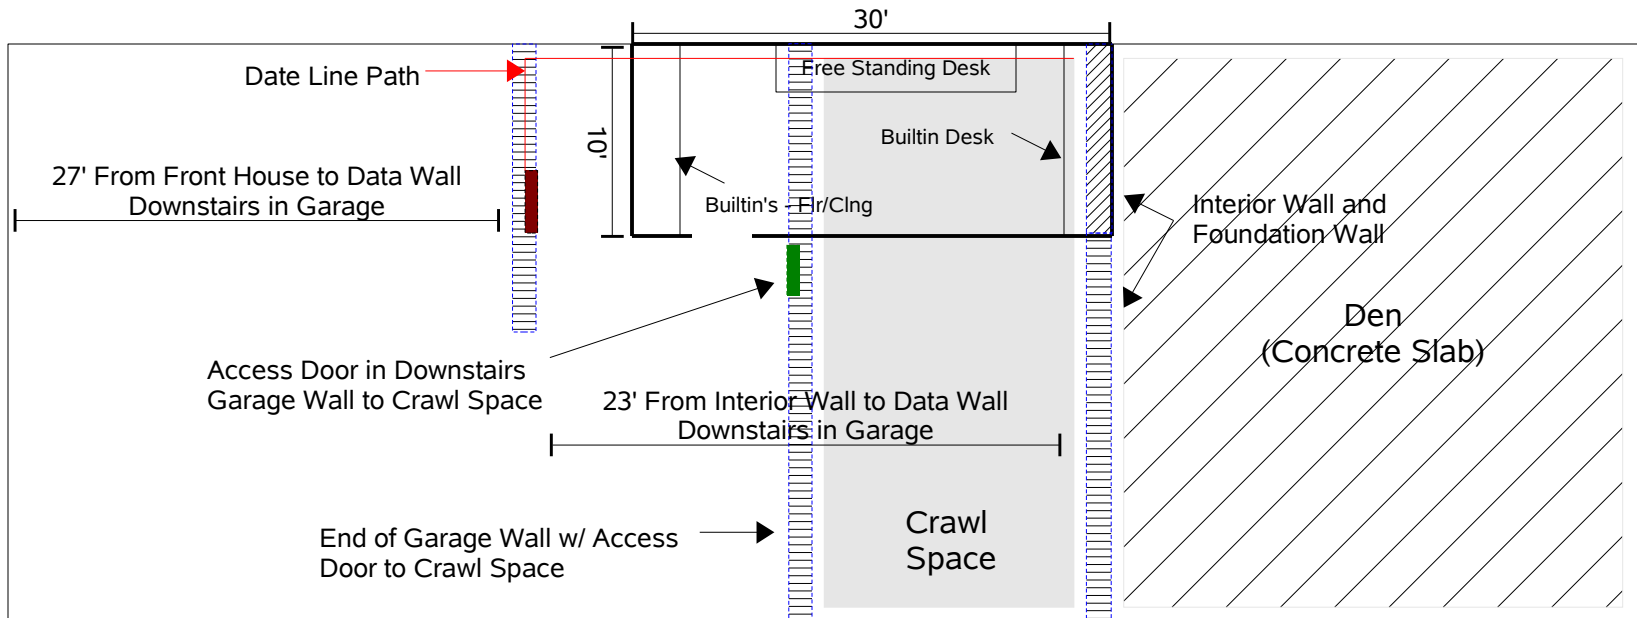 30'
Date Line Path
Free Standing Desk
10'
Builtin Desk
27' From Front House to Data Wall
Downstairs in Garage
Builtin's - Flr/Clng
Interior Wall and
Foundation Wall
Den
(Concrete Slab)
Access Door in Downstairs
Garage Wall to Crawl Space
23' From Interior Wall to Data Wall
Downstairs in Garage
Crawl
Space
End of Garage Wall w/ Access
Door to Crawl Space